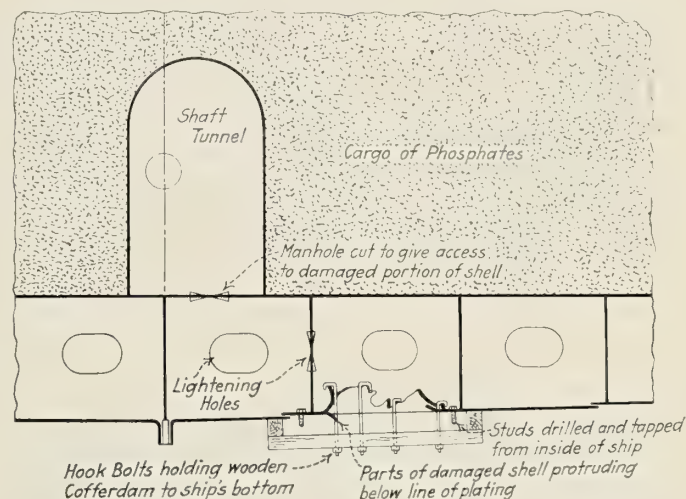 Shaft
Tunnel
Cargo of Phosphates
Manhole cut to give access
to damaged portion of shell
Lightening
Holes
Studs drilled and tapped
from inside of ship
Hook Bolts holding wooden
Cofferdam to ship's bottom
Parts of damaged shell protruding
below line of plating